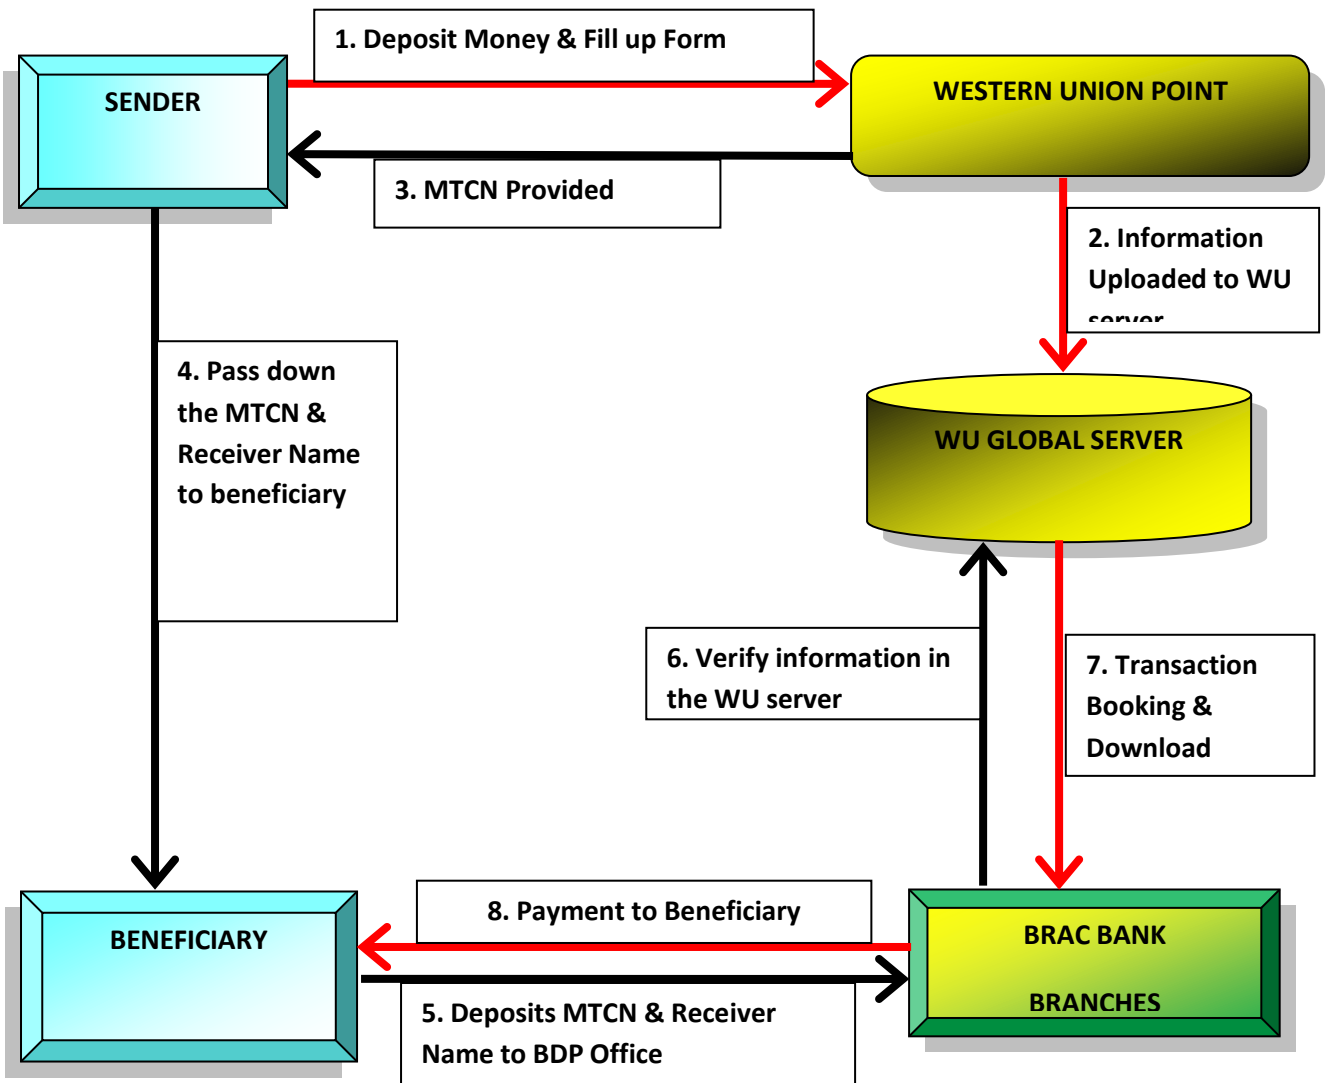 1. Deposit Money & Fill up Form
SENDER
WESTERN UNION POINT
3. MTCN Provided
2. Information
Uploaded to WU
server
4. Pass down
the MTCN &
Receiver Name
to beneficiary
WU GLOBAL SERVER
6. Verify information in
the WU server
7. Transaction
Booking &
Download
8. Payment to Beneficiary
BENEFICIARY
BRAC BANK
BRANCHES
5. Deposits MTCN & Receiver
Name to BDP Office